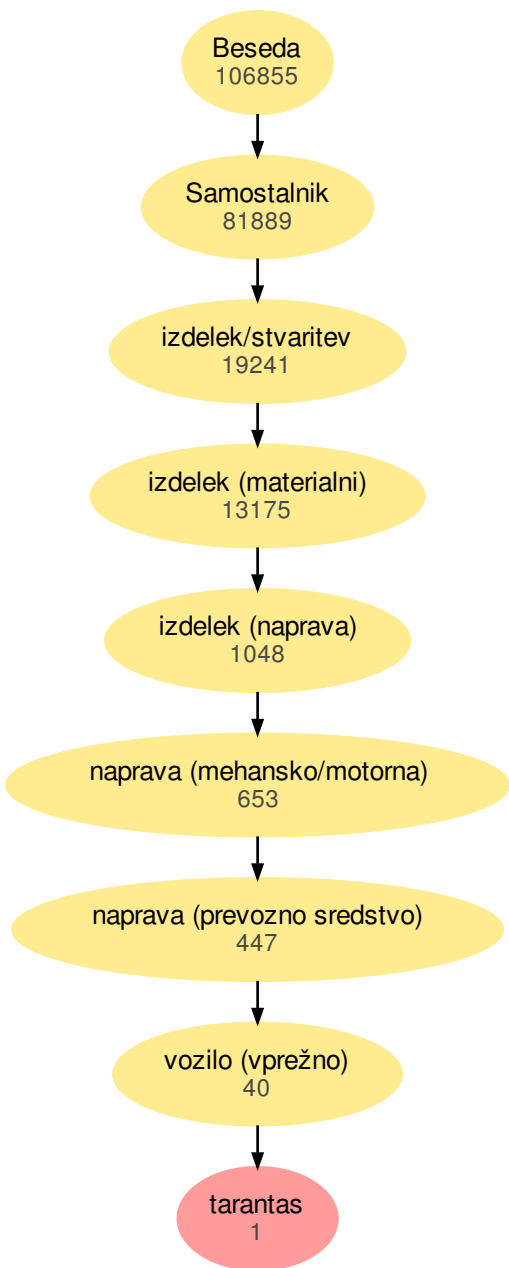 Beseda
106855
Samostalnik
81889
izdelek/stvaritev
19241
izdelek (materialni)
13175
izdelek (naprava)
1048
naprava (mehansko/motorna)
653
naprava (prevozno sredstvo)
447
vozilo (vprežno)
40
tarantas
1